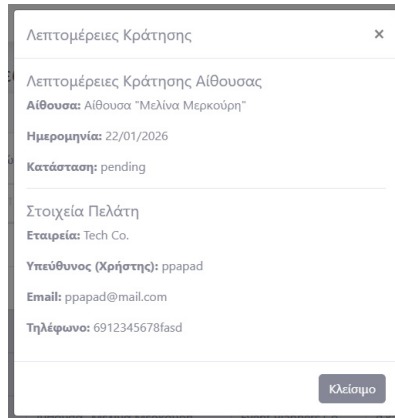 Λεπτομέρειες Κράτησης ×
Λεπτομέρειες Κράτησης Αίθουσας
Αίθουσα: Αίθουσα "Μελίνα Μερκούρη"
Ημερομηνία: 22/01/2026
Κατάσταση: pending
Στοιχεία Πελάτη
Εταιρεία: Tech Co.
Υπεύθυνος (Χρήστης): ppapad
Email: ppapad@mail.com
Τηλέφωνο: 6912345678fasd
Κλείσιμο